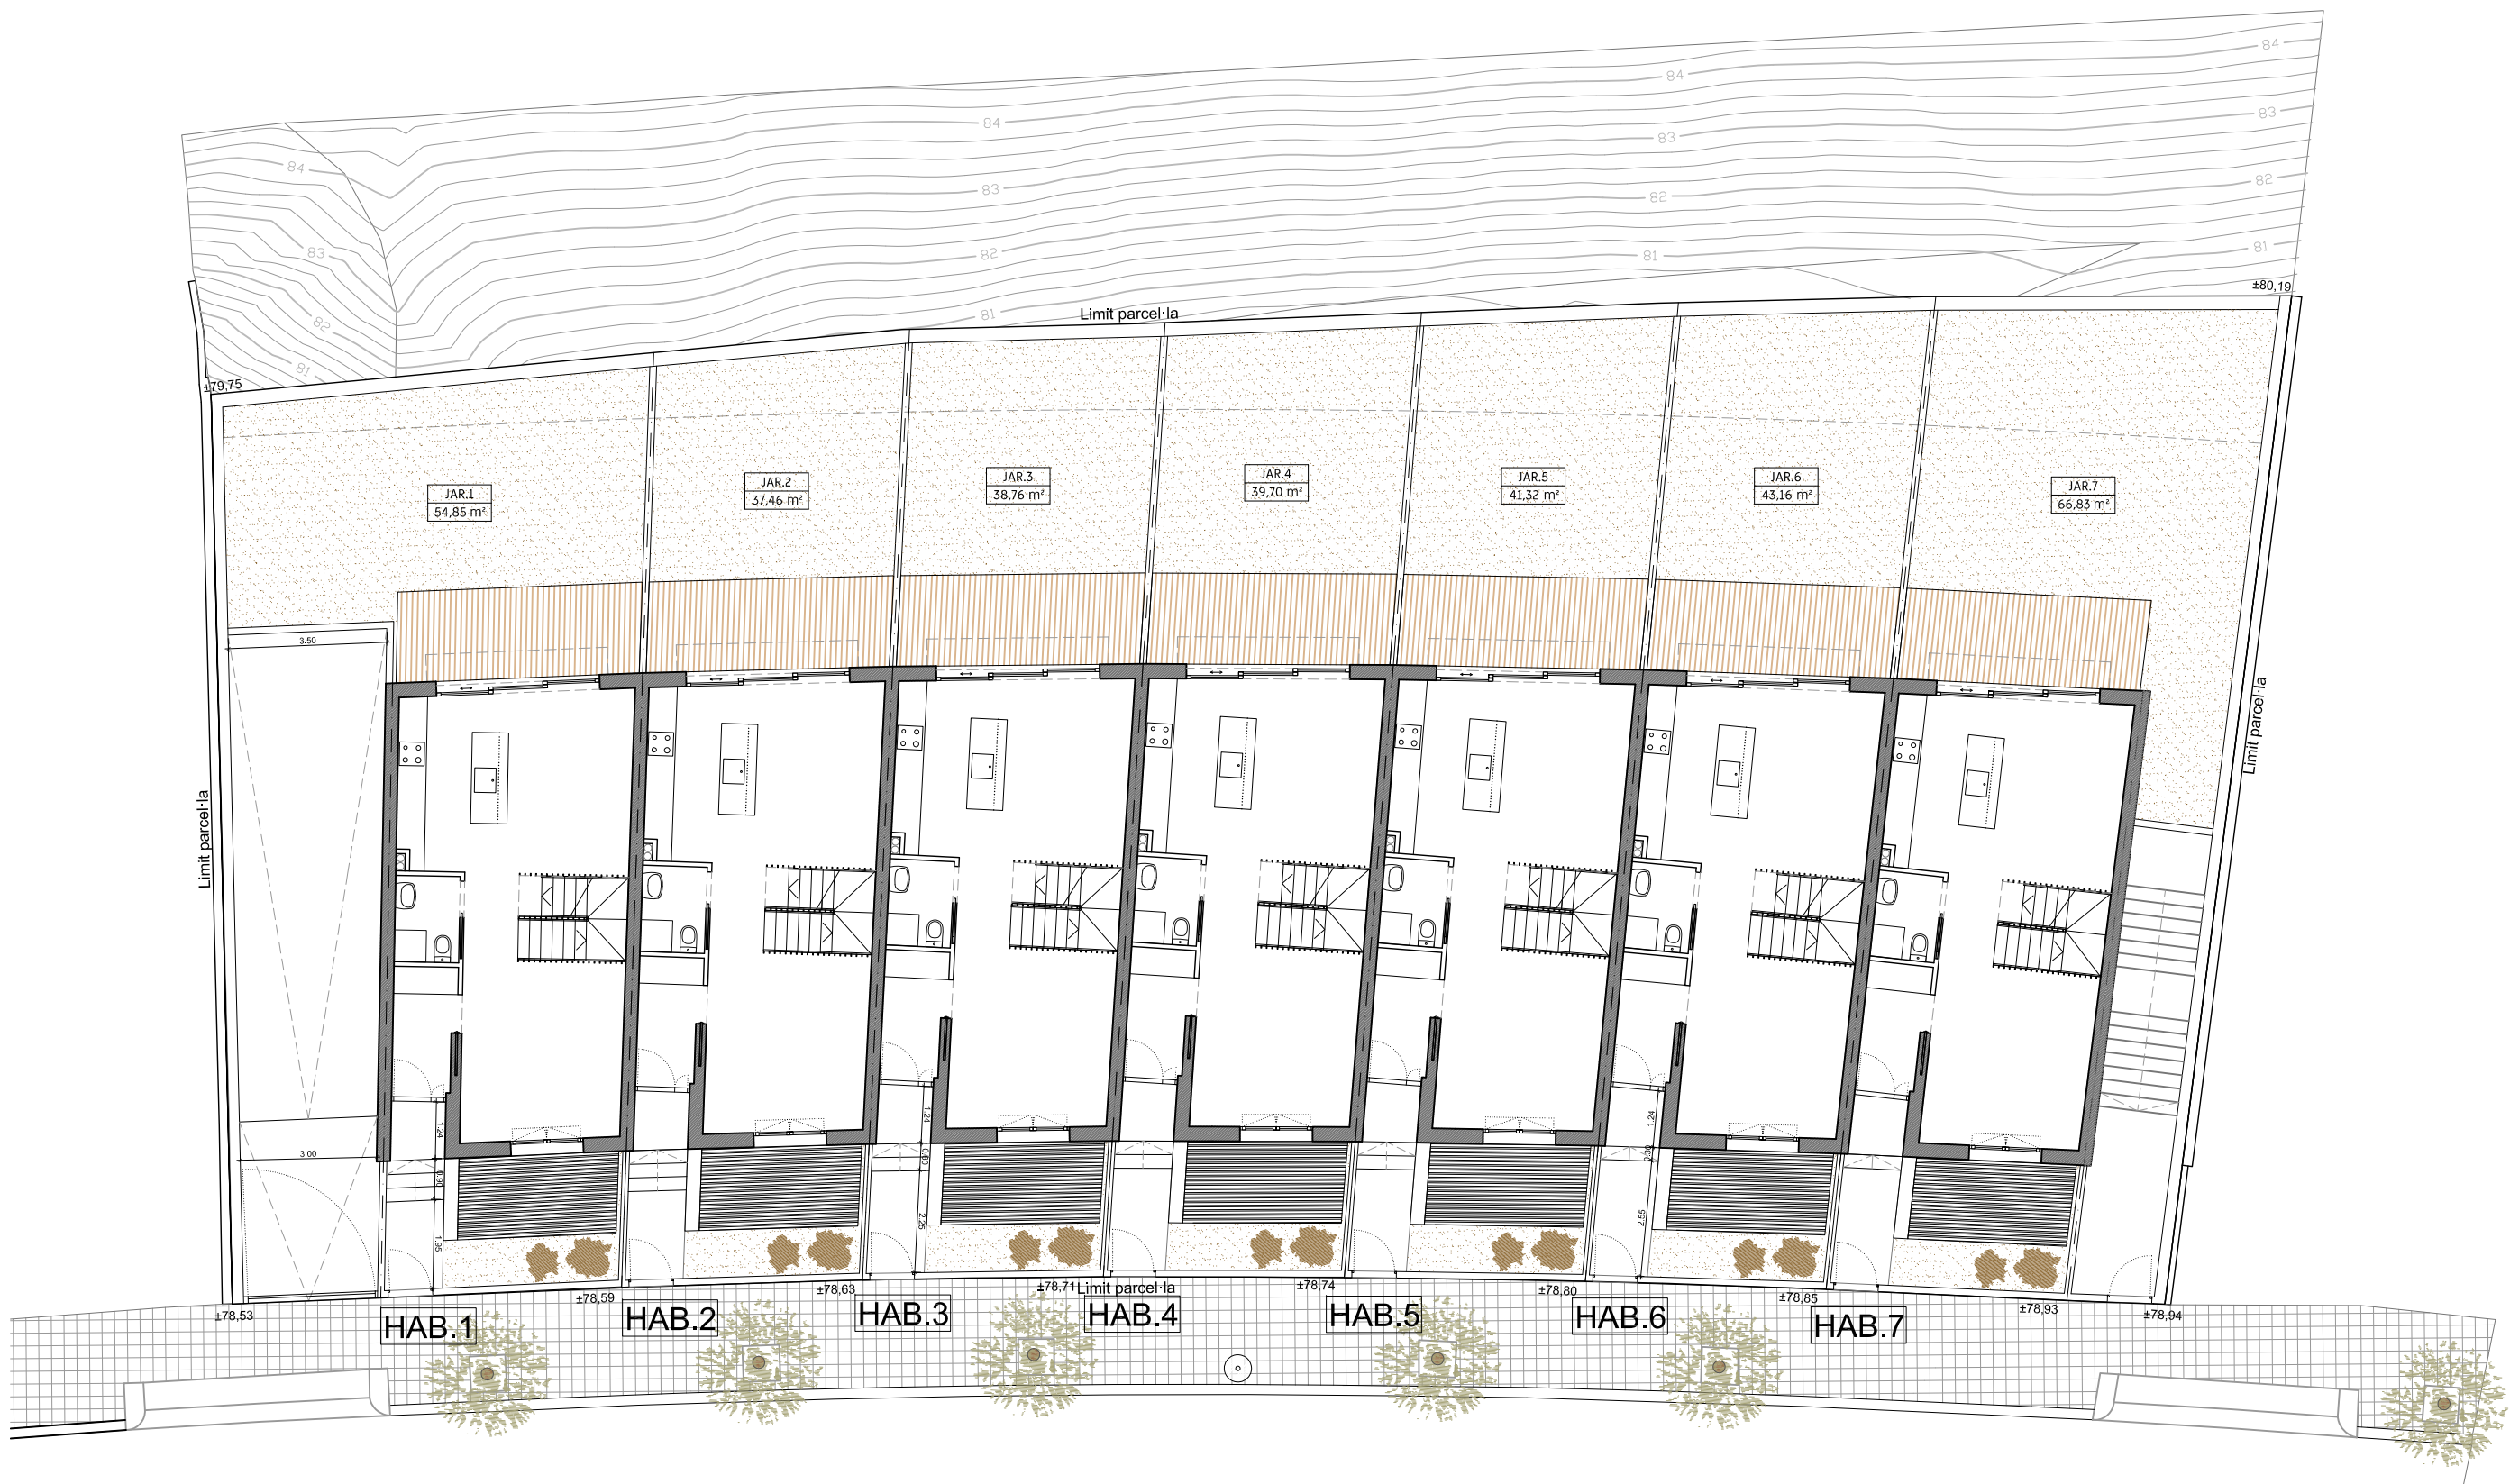 84
84
84
83
83
84
83
82
82
83
82
81
81
±80,19
81
Limit parcel·la
82
81
±79,75
JAR.1
54,85 m²
JAR.2
37,46 m²
JAR.3
38,76 m²
JAR.4
39,70 m²
JAR.5
41,32 m²
JAR.6
43,16 m²
JAR.7
66,83 m²
3.50
Limit parcel·la
Limit parcel·la
1.24
1.24
1.24
3.00
0.90
0.60
0.30
1.95
2.25
2.55
±78,53
±78,59
±78,63
±78,71
Limit parcel·la
±78,74
±78,80
±78,85
±78,93
±78,94
HAB.1
HAB.2
HAB.3
HAB.4
HAB.5
HAB.6
HAB.7